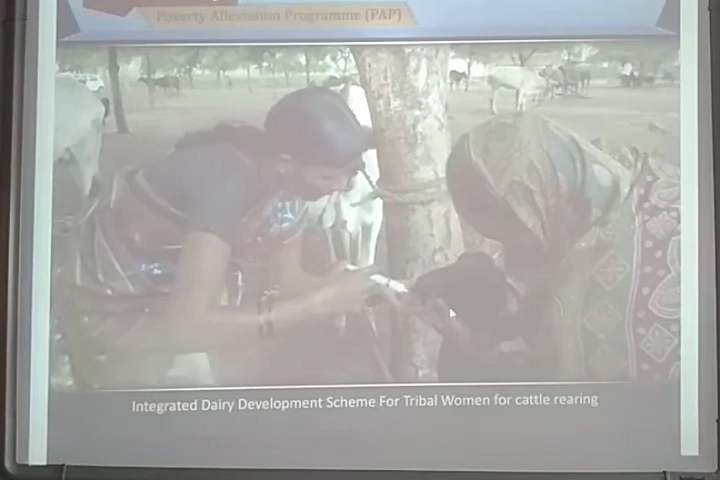 Poverty Alleviation Programme (PAP)
Integrated Dairy Development Scheme For Tribal Women for cattle rearing